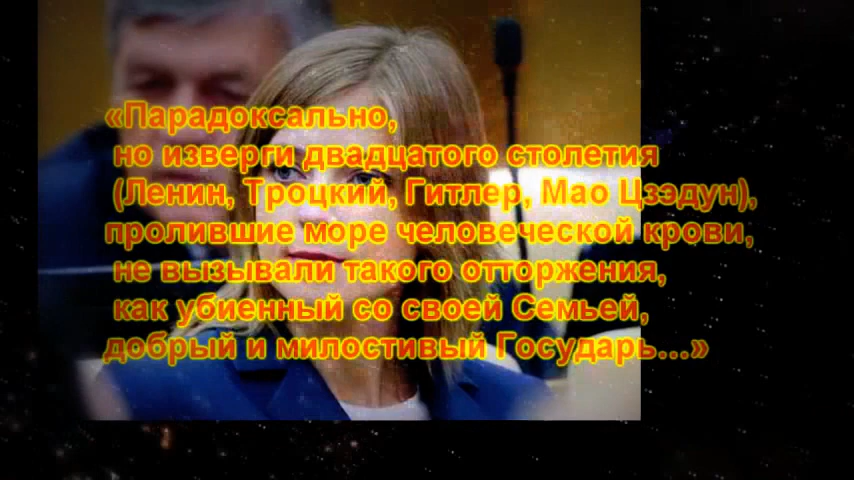 «Парадоксально,
но изверги двадцатого столетия
(Ленин, Троцкий, Гитлер, Мао Цзэдун),
пролившие море человеческой крови,
не вызывали такого отторжения,
как убиенный со своей Семьей,
добрый и милостивый Государь...»